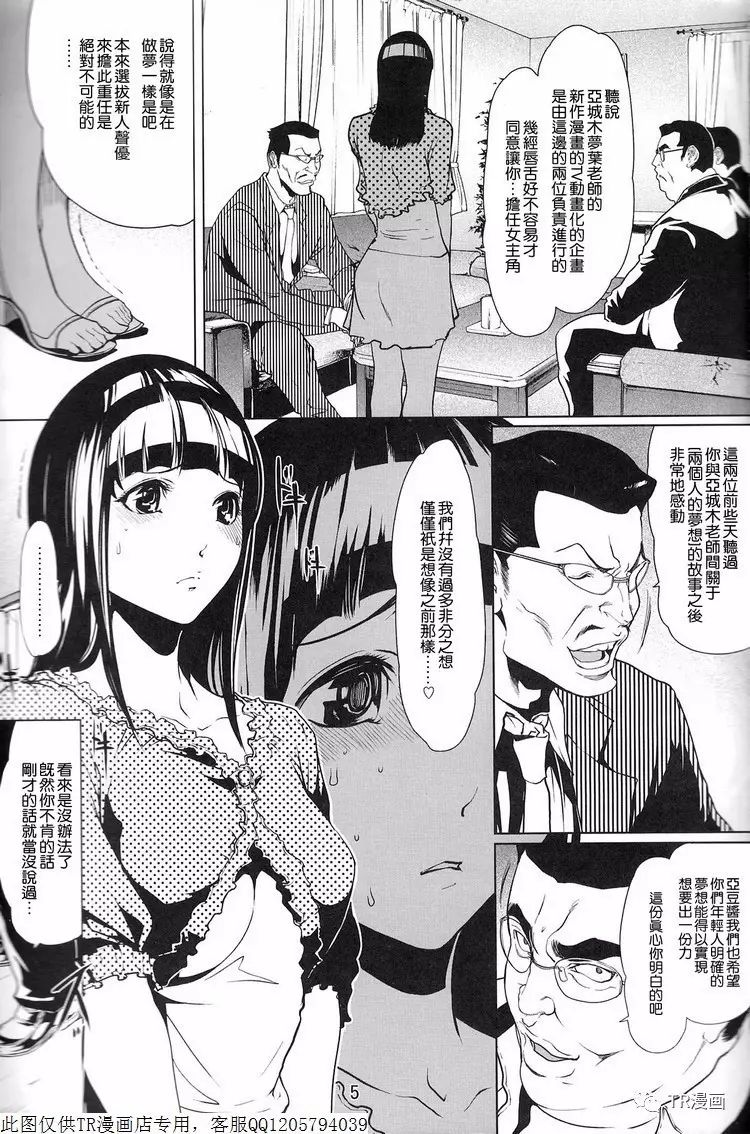 聽說
亞城木夢葉老師的
新作漫畫的TV動畫化的企畫
是由這邊的兩位負責進行的
幾經唇舌好不容易才
同意讓你…擔任女主角
說得就像是在
做夢一樣是吧
本來選拔新人聲優
來擔此重任是
絕對不可能的
這兩位前些天聽過
你與亞城木老師間關于
(兩個人的夢想)的故事之後
非常地感動
我們幷沒有過多非分之想
僅僅衹是想像之前那樣……♡
ドキ
ドキ
………
………
亞豆醬我們也希望
你們年輕人明確的
夢想能得以實現
想要出一份力
這份眞心你明白的吧
看來是沒辦法了
旣然你不肯的話
剛才的話就當沒說過…
5
TR漫画
此图仅供TR漫画店专用，客服QQ1205794039